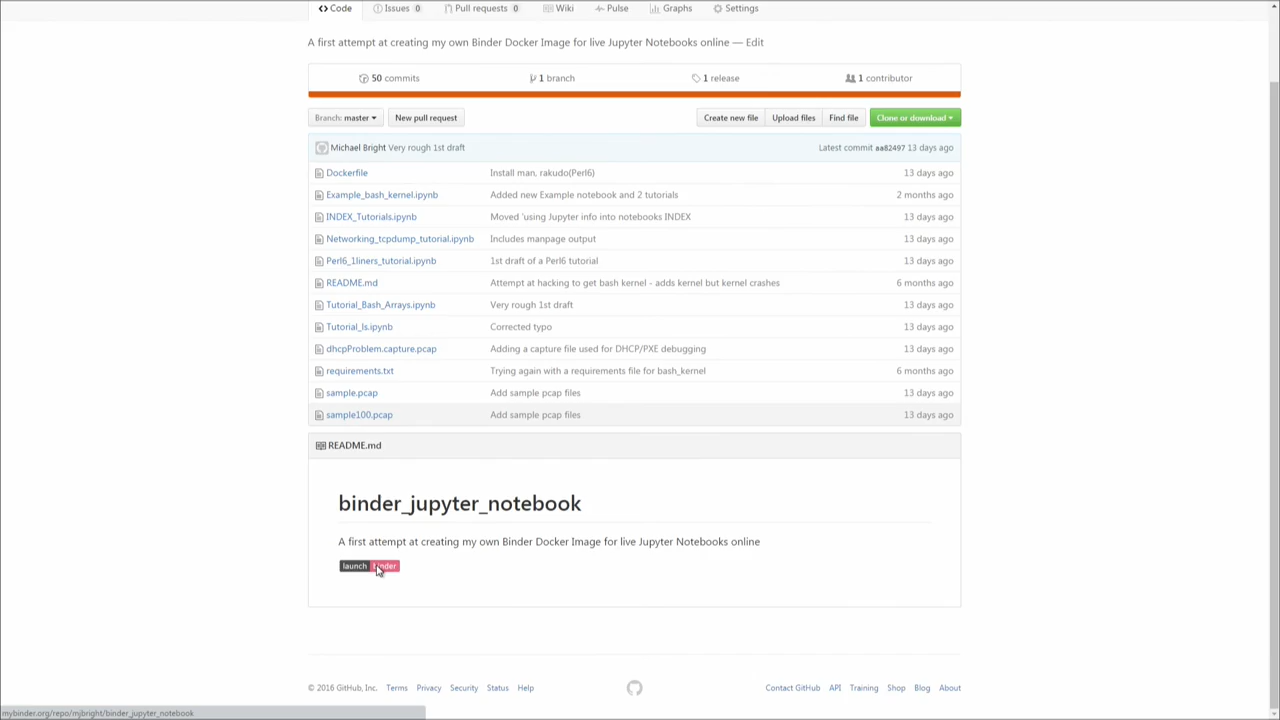 Code Issues 0 Pull requests 0 Wiki Pulse Graphs Settings
A first attempt at creating my own Binder Docker Image for live Jupyter Notebooks online — Edit
50 commits 1 branch 1 release 1 contributor
Branch: master New pull request Create new file Upload files Find file Clone or download
Michael Bright Very rough 1st draft Latest commit aa82497 13 days ago
Dockerfile Install man, rakudo(Perl6) 13 days ago
Example_bash_kernel.ipynb Added new Example notebook and 2 tutorials 2 months ago
INDEX_Tutorials.ipynb Moved 'using Jupyter info into notebooks INDEX 13 days ago
Networking_tcpdump_tutorial.ipynb Includes manpage output 13 days ago
Perl6_1liners_tutorial.ipynb 1st draft of a Perl6 tutorial 13 days ago
README.md Attempt at hacking to get bash kernel - adds kernel but kernel crashes 6 months ago
Tutorial_Bash_Arrays.ipynb Very rough 1st draft 13 days ago
Tutorial_ls.ipynb Corrected typo 13 days ago
dhcpProblem.capture.pcap Adding a capture file used for DHCP/PXE debugging 13 days ago
requirements.txt Trying again with a requirements file for bash_kernel 6 months ago
sample.pcap Add sample pcap files 13 days ago
sample100.pcap Add sample pcap files 13 days ago
README.md
binder_jupyter_notebook
A first attempt at creating my own Binder Docker Image for live Jupyter Notebooks online
launch binder
© 2016 GitHub, Inc. Terms Privacy Security Status Help Contact GitHub API Training Shop Blog About
mybinder.org/repo/mjbright/binder_jupyter_notebook